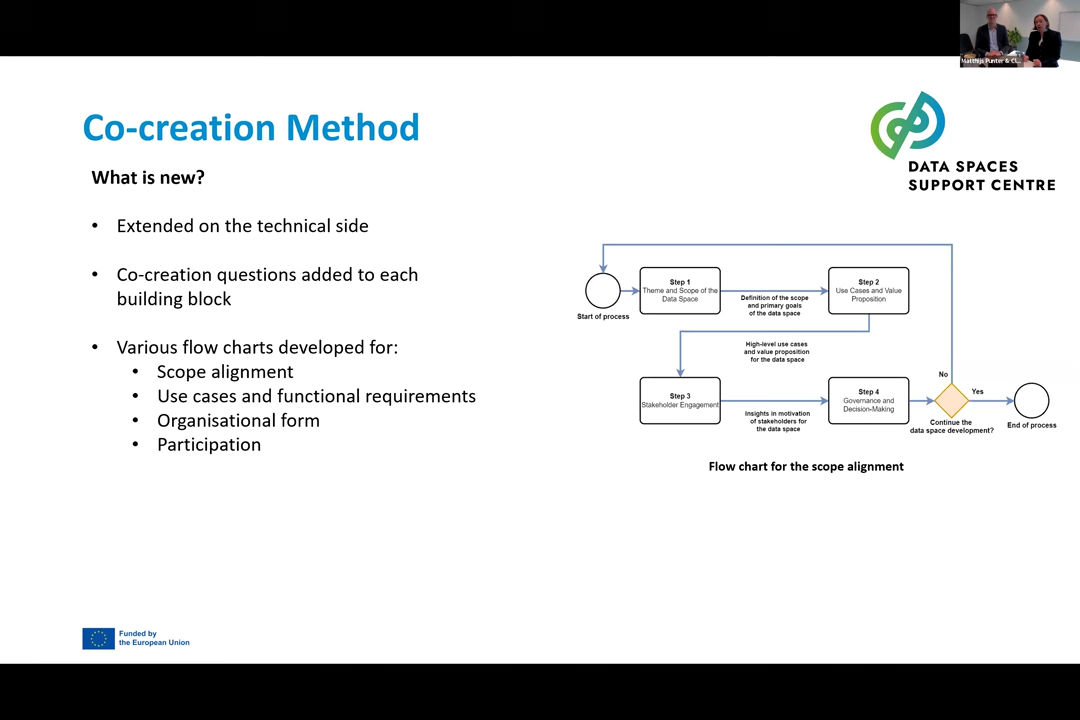 Matthijs Punter & Cl...
Co-creation Method
DATA SPACES
SUPPORT CENTRE
What is new?
• Extended on the technical side
• Co-creation questions added to each
building block
• Various flow charts developed for:
• Scope alignment
• Use cases and functional requirements
• Organisational form
• Participation
Start of process
Step 1
Theme and Scope of the
Data Space
Definition of the scope
and primary goals
of the data space
Step 2
Use Cases and Value
Proposition
High-level use cases
and value proposition
for the data space
Step 3
Stakeholder Engagement
Insights in motivation
of stakeholders for
the data space
Step 4
Governance and
Decision-Making
No
Yes
Continue the
data space development?
End of process
Flow chart for the scope alignment
Funded by
the European Union